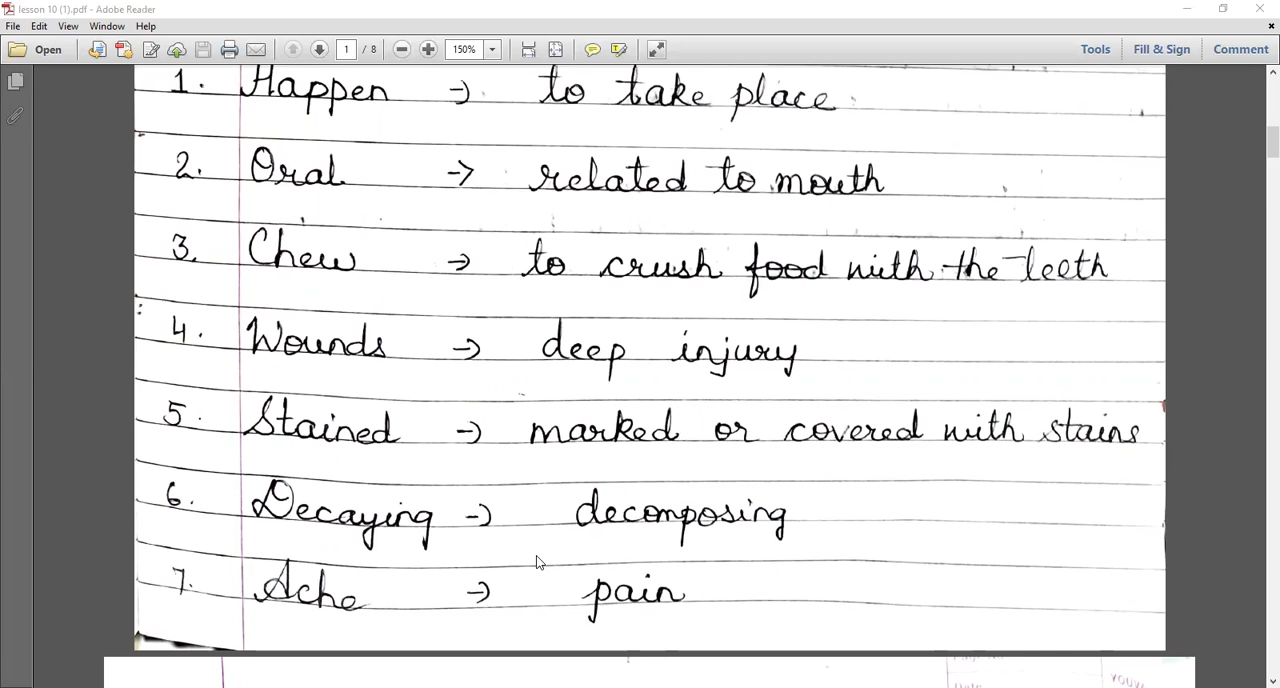 lesson 10 (1).pdf - Adobe Reader
File Edit View Window Help
Open 1 / 8 150% Tools Fill & Sign Comment
1. Happen → to take place
2. Oral → related to mouth
3. Chew → to crush food with the teeth
4. Wounds → deep injury
5. Stained → marked or covered with stains
6. Decaying → decomposing
7. Ache → pain